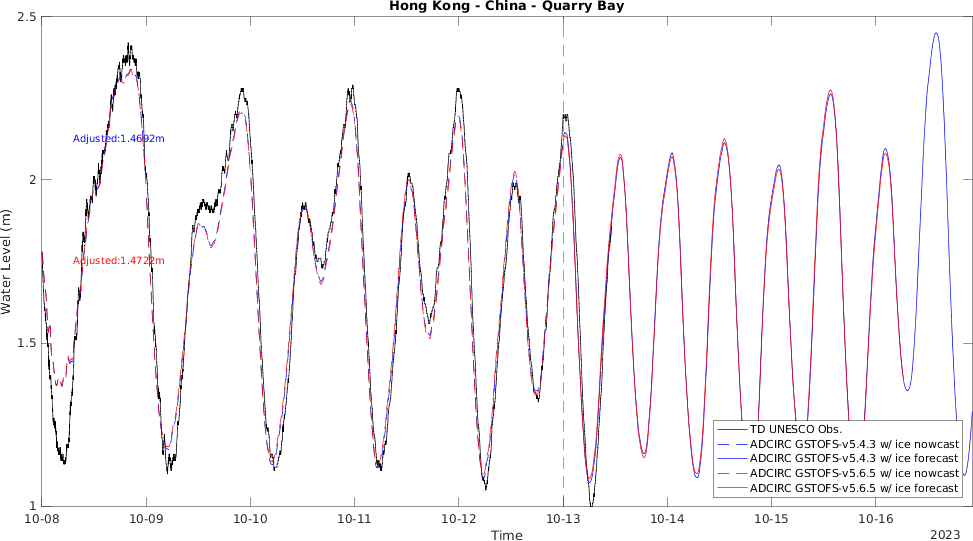 Hong Kong - China - Quarry Bay
2.5
Adjusted:1.4692m
2
Adjusted:1.4722m
Water Level (m)
1.5
TD UNESCO Obs.
ADCIRC GSTOFS-v5.4.3 w/ ice nowcast
ADCIRC GSTOFS-v5.4.3 w/ ice forecast
ADCIRC GSTOFS-v5.6.5 w/ ice nowcast
ADCIRC GSTOFS-v5.6.5 w/ ice forecast
1
10-08 10-09 10-10 10-11 10-12 10-13 10-14 10-15 10-16
Time
2023